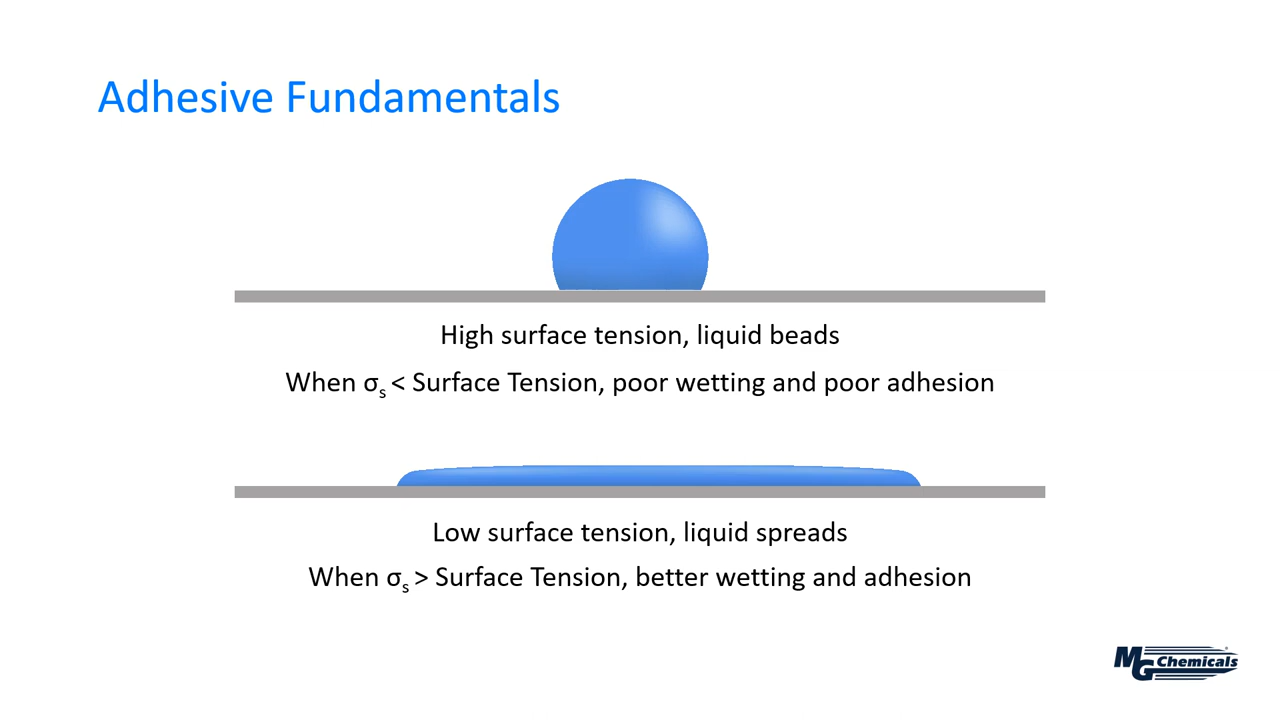 Adhesive Fundamentals
High surface tension, liquid beads
When σₛ < Surface Tension, poor wetting and poor adhesion
Low surface tension, liquid spreads
When σₛ > Surface Tension, better wetting and adhesion
MG Chemicals®